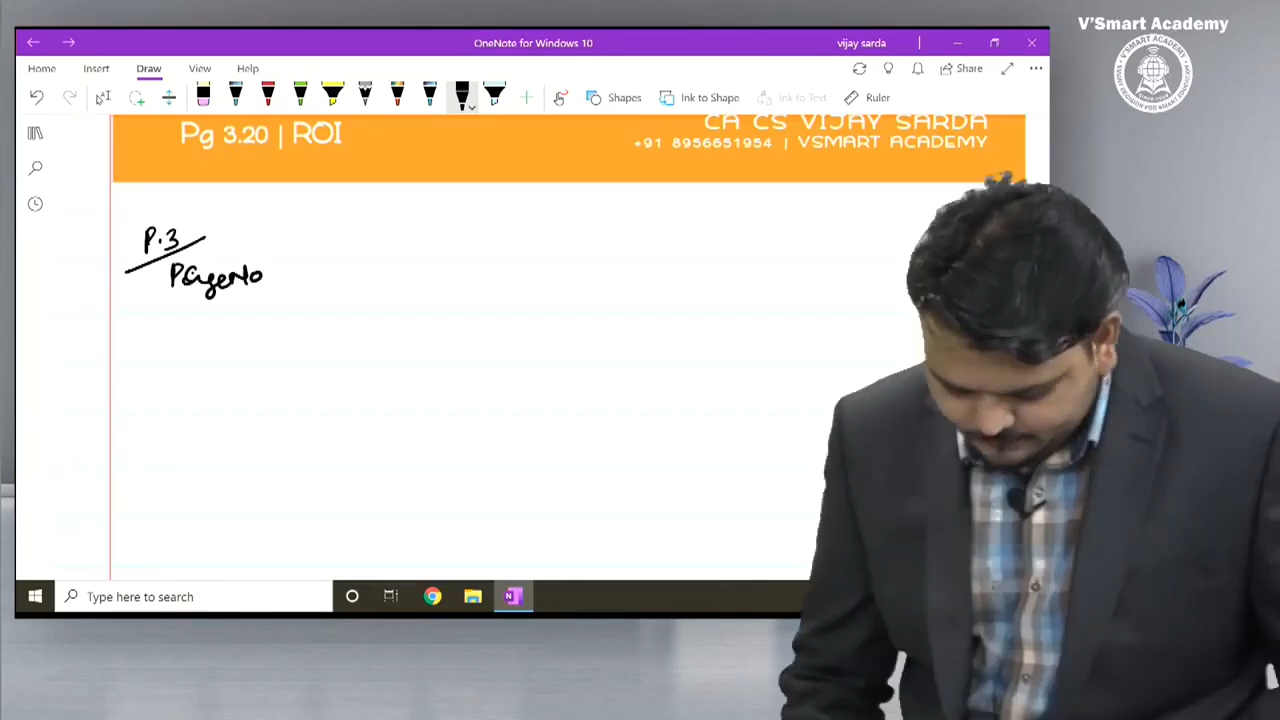 V'Smart Academy
OneNote for Windows 10
vijay sarda
Home Insert Draw View Help
Share
Shapes
Ink to Shape
Ink to Text
Ruler
Pg 3.20 | ROI
CA CS VIJAY SARDA
+91 8956651954 | VSMART ACADEMY
P.3
PageNo
Type here to search